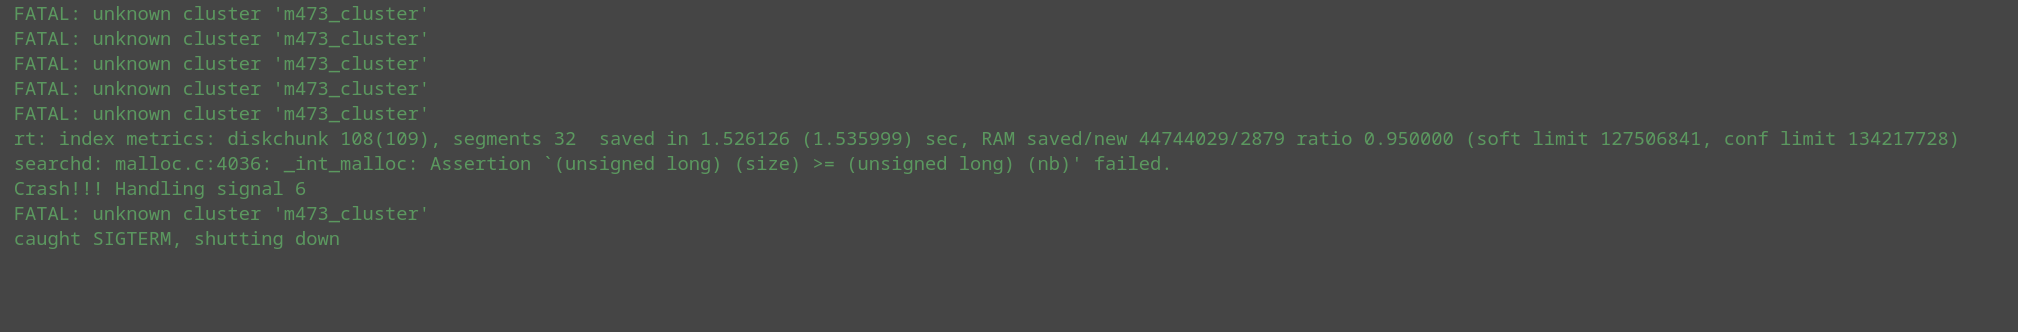 FATAL: unknown cluster 'm473_cluster'
FATAL: unknown cluster 'm473_cluster'
FATAL: unknown cluster 'm473_cluster'
FATAL: unknown cluster 'm473_cluster'
FATAL: unknown cluster 'm473_cluster'
rt: index metrics: diskchunk 108(109), segments 32  saved in 1.526126 (1.535999) sec, RAM saved/new 44744029/2879 ratio 0.950000 (soft limit 127506841, conf limit 134217728)
searchd: malloc.c:4036: _int_malloc: Assertion `(unsigned long) (size) >= (unsigned long) (nb)' failed.
Crash!!! Handling signal 6
FATAL: unknown cluster 'm473_cluster'
caught SIGTERM, shutting down